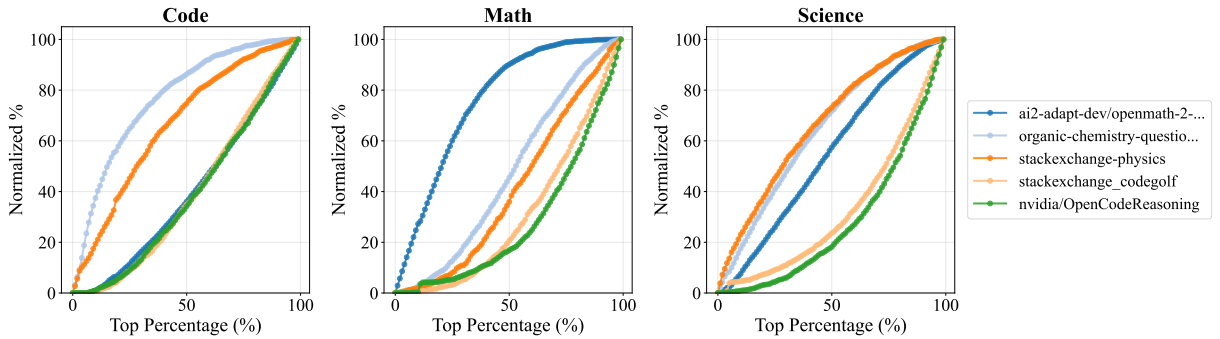 Code
Normalized %
100
80
60
40
20
0
0
50
100
Top Percentage (%)
Math
Normalized %
100
80
60
40
20
0
0
50
100
Top Percentage (%)
Science
Normalized %
100
80
60
40
20
0
0
50
100
Top Percentage (%)
ai2-adapt-dev/openmath-2-...
organic-chemistry-questio...
stackexchange-physics
stackexchange_codegolf
nvidia/OpenCodeReasoning